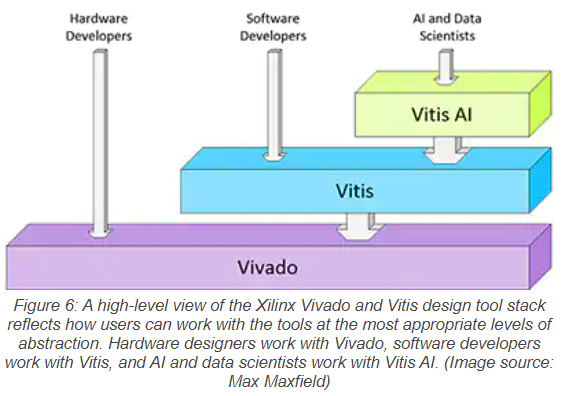 Hardware
Developers
Software
Developers
AI and Data
Scientists
Vitis AI
Vitis
Vivado
Figure 6: A high-level view of the Xilinx Vivado and Vitis design tool stack
reflects how users can work with the tools at the most appropriate levels of
abstraction. Hardware designers work with Vivado, software developers
work with Vitis, and AI and data scientists work with Vitis AI. (Image source:
Max Maxfield)